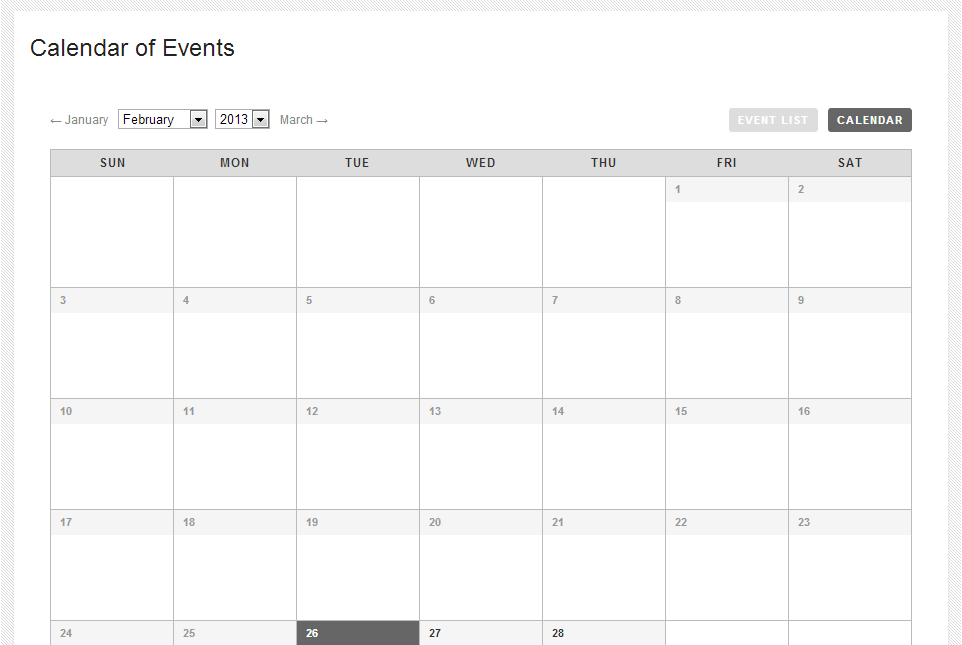 Calendar of Events
← January February 2013 March → EVENT LIST CALENDAR
SUN MON TUE WED THU FRI SAT
1 2
3 4 5 6 7 8 9
10 11 12 13 14 15 16
17 18 19 20 21 22 23
24 25 26 27 28